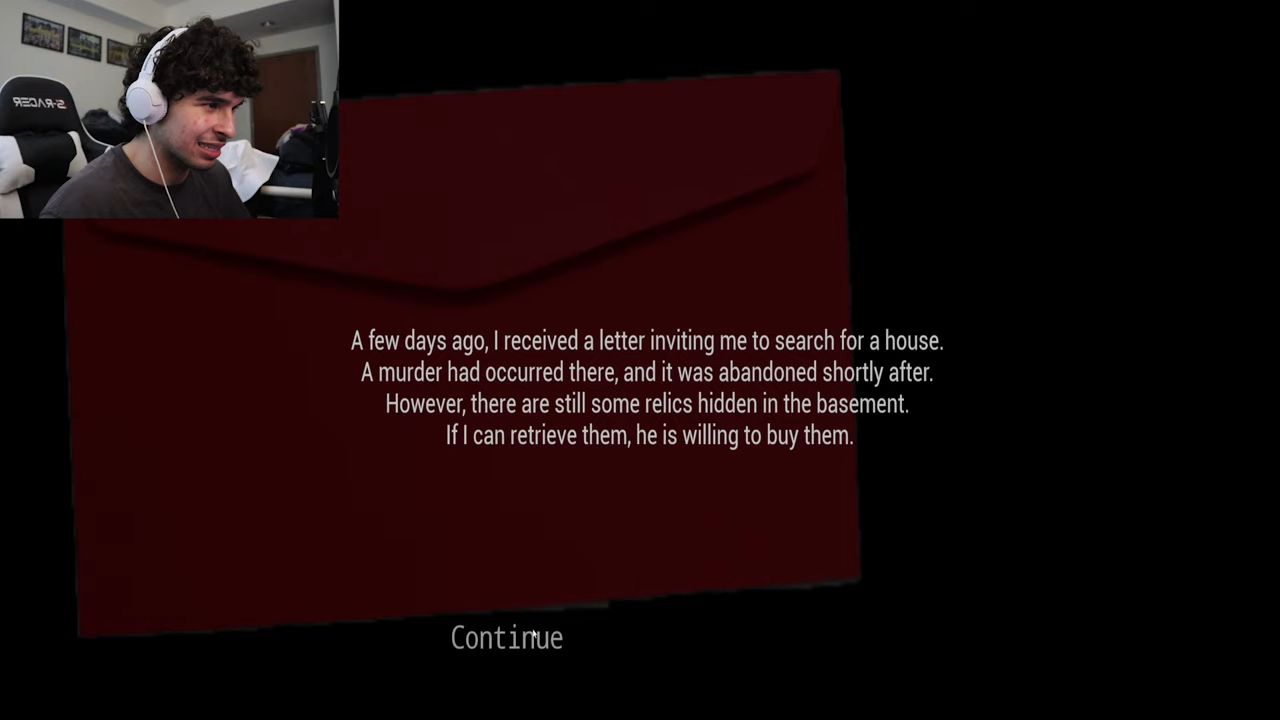 A few days ago, I received a letter inviting me to search for a house.
A murder had occurred there, and it was abandoned shortly after.
However, there are still some relics hidden in the basement.
If I can retrieve them, he is willing to buy them.
Continue